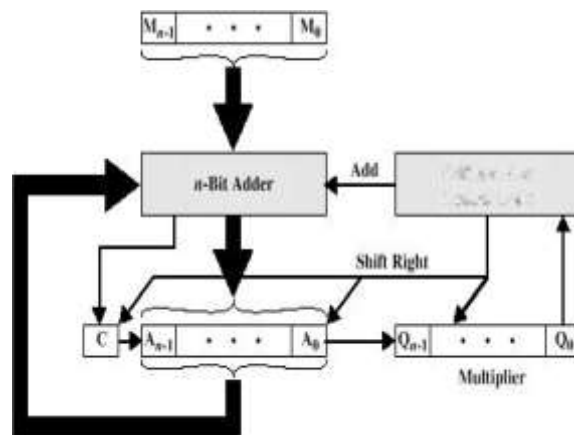 Mn-1 · · · M0
n-Bit Adder
Add
Shift Right
C
An-1 · · · A0
Qn-1 · · · Q0
Multiplier